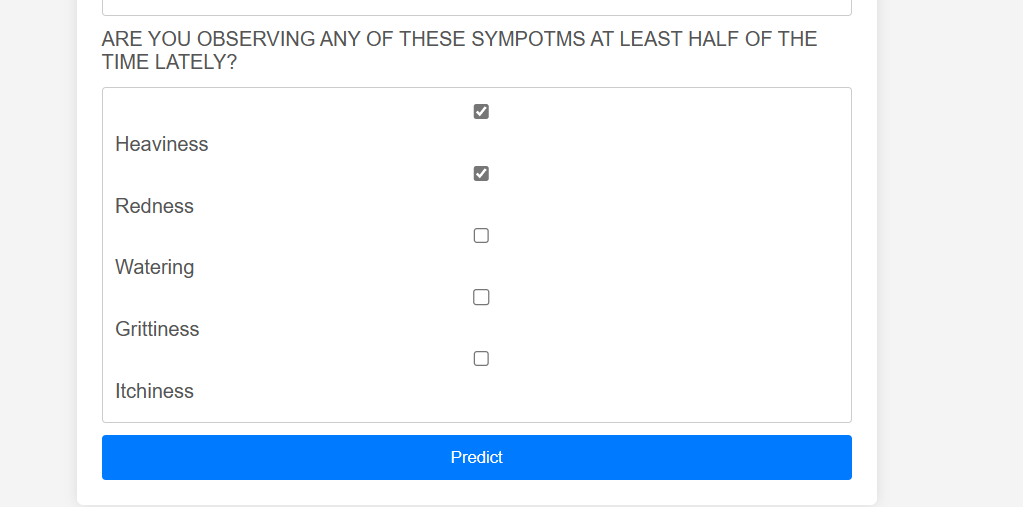 ARE YOU OBSERVING ANY OF THESE SYMPOTMS AT LEAST HALF OF THE
TIME LATELY?
Heaviness
Redness
Watering
Grittiness
Itchiness
Predict